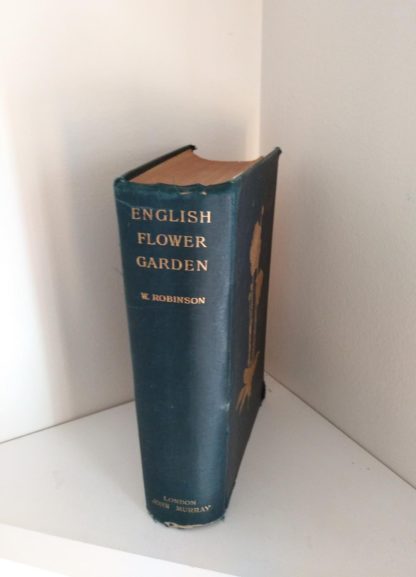 ENGLISH
FLOWER
GARDEN
W. ROBINSON
LONDON
JOHN MURRAY